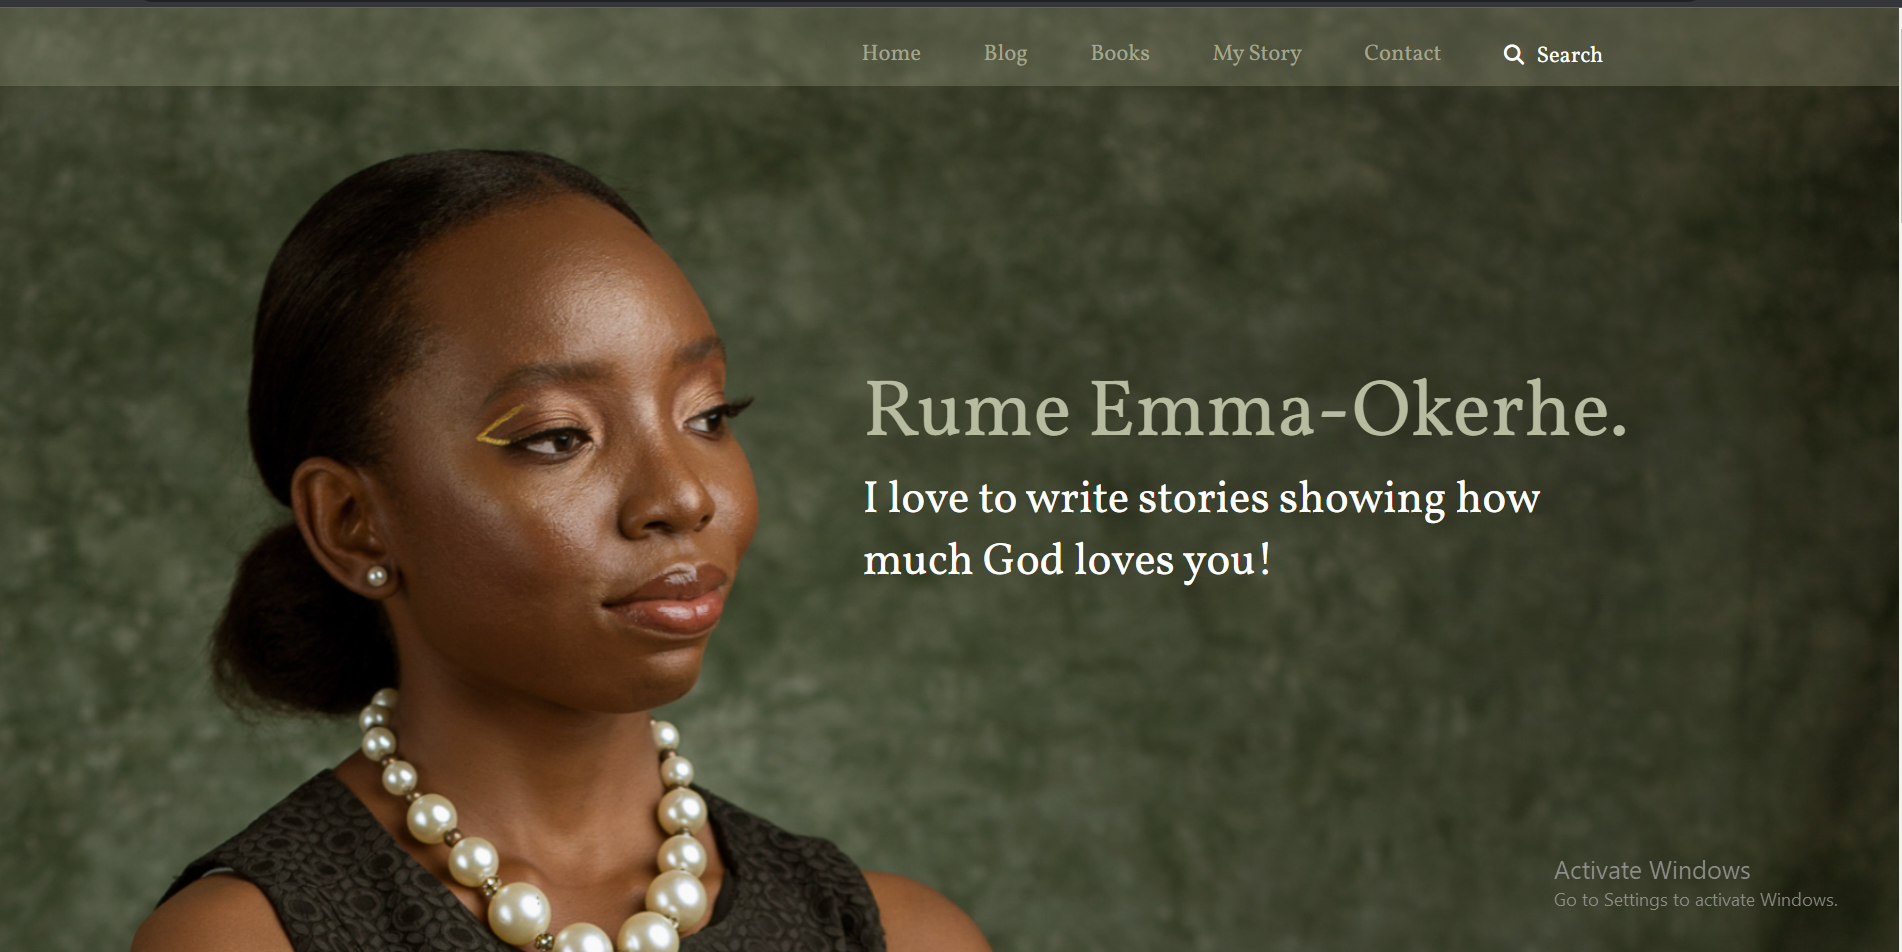 Home Blog Books My Story Contact Search
Rume Emma-Okerhe.
I love to write stories showing how
much God loves you!
Activate Windows
Go to Settings to activate Windows.